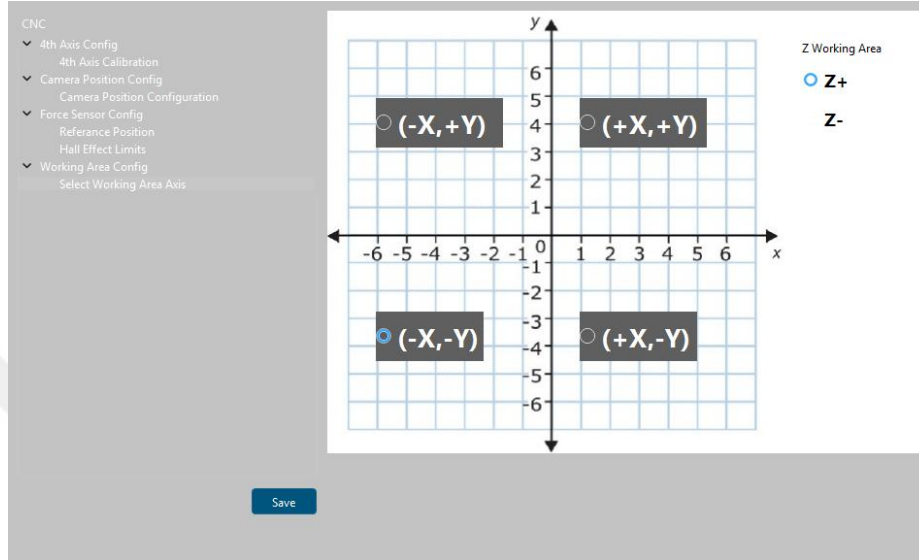 CNC
4th Axis Config
4th Axis Calibration
Camera Position Config
Camera Position Configuration
Force Sensor Config
Referance Position
Hall Effect Limits
Working Area Config
Select Working Area Axis
Save
y
6
5
4
3
2
1
-6 -5 -4 -3 -2 -1 0 1 2 3 4 5 6 x
-1
-2
-3
-4
-5
-6
(-X,+Y) (+X,+Y)
(-X,-Y) (+X,-Y)
Z Working Area
Z+
Z-